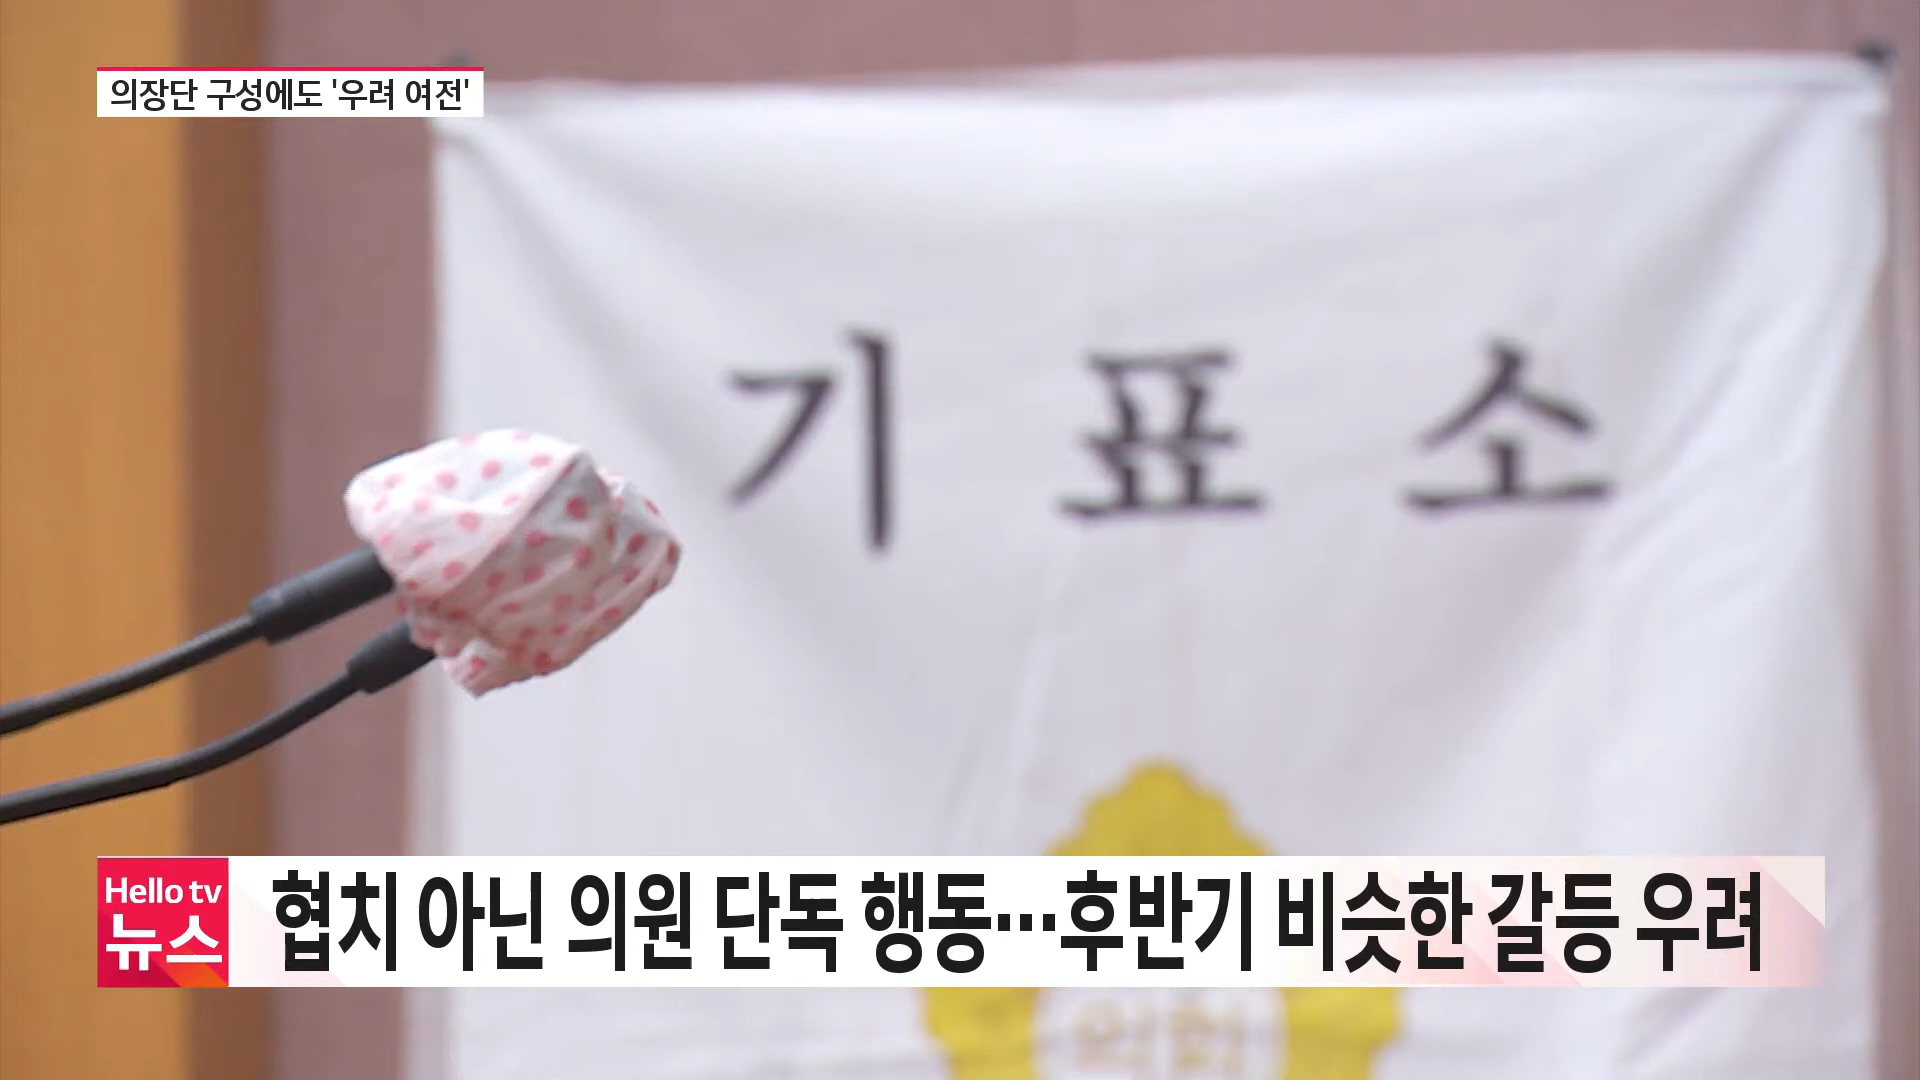 의장단 구성에도 '우려 여전'
기 표 소
Hello tv
뉴스
협치 아닌 의원 단독 행동…후반기 비슷한 갈등 우려
의회